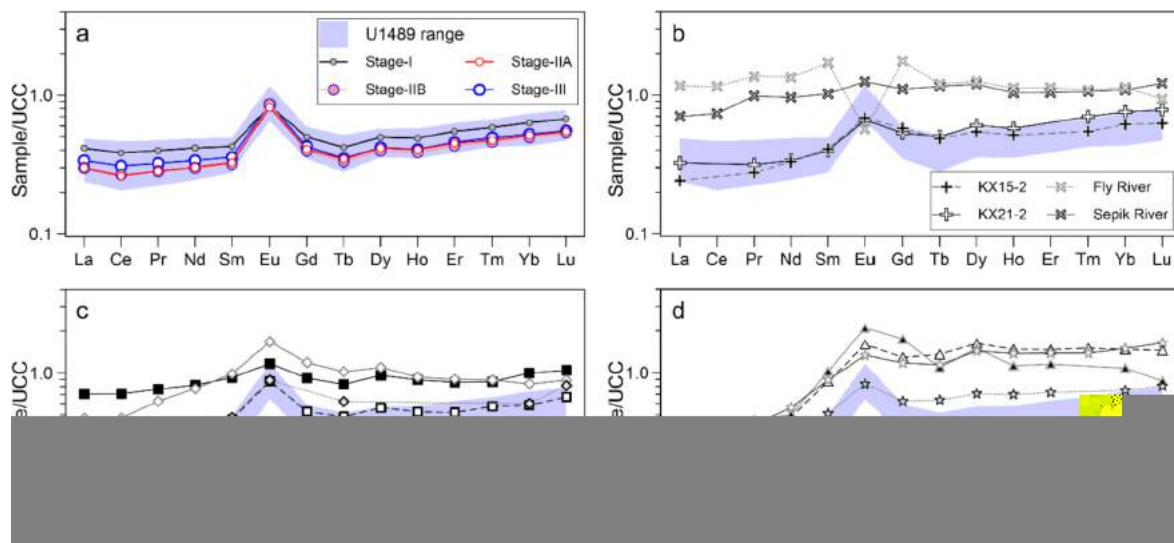 a
U1489 range
Stage-I
Stage-IIA
Stage-IIB
Stage-III
Sample/UCC
1.0
0.1
La Ce Pr Nd Sm Eu Gd Tb Dy Ho Er Tm Yb Lu
b
Sample/UCC
1.0
0.1
KX15-2
Fly River
KX21-2
Sepik River
La Ce Pr Nd Sm Eu Gd Tb Dy Ho Er Tm Yb Lu
c
1.0
e/UCC
d
1.0
e/UCC